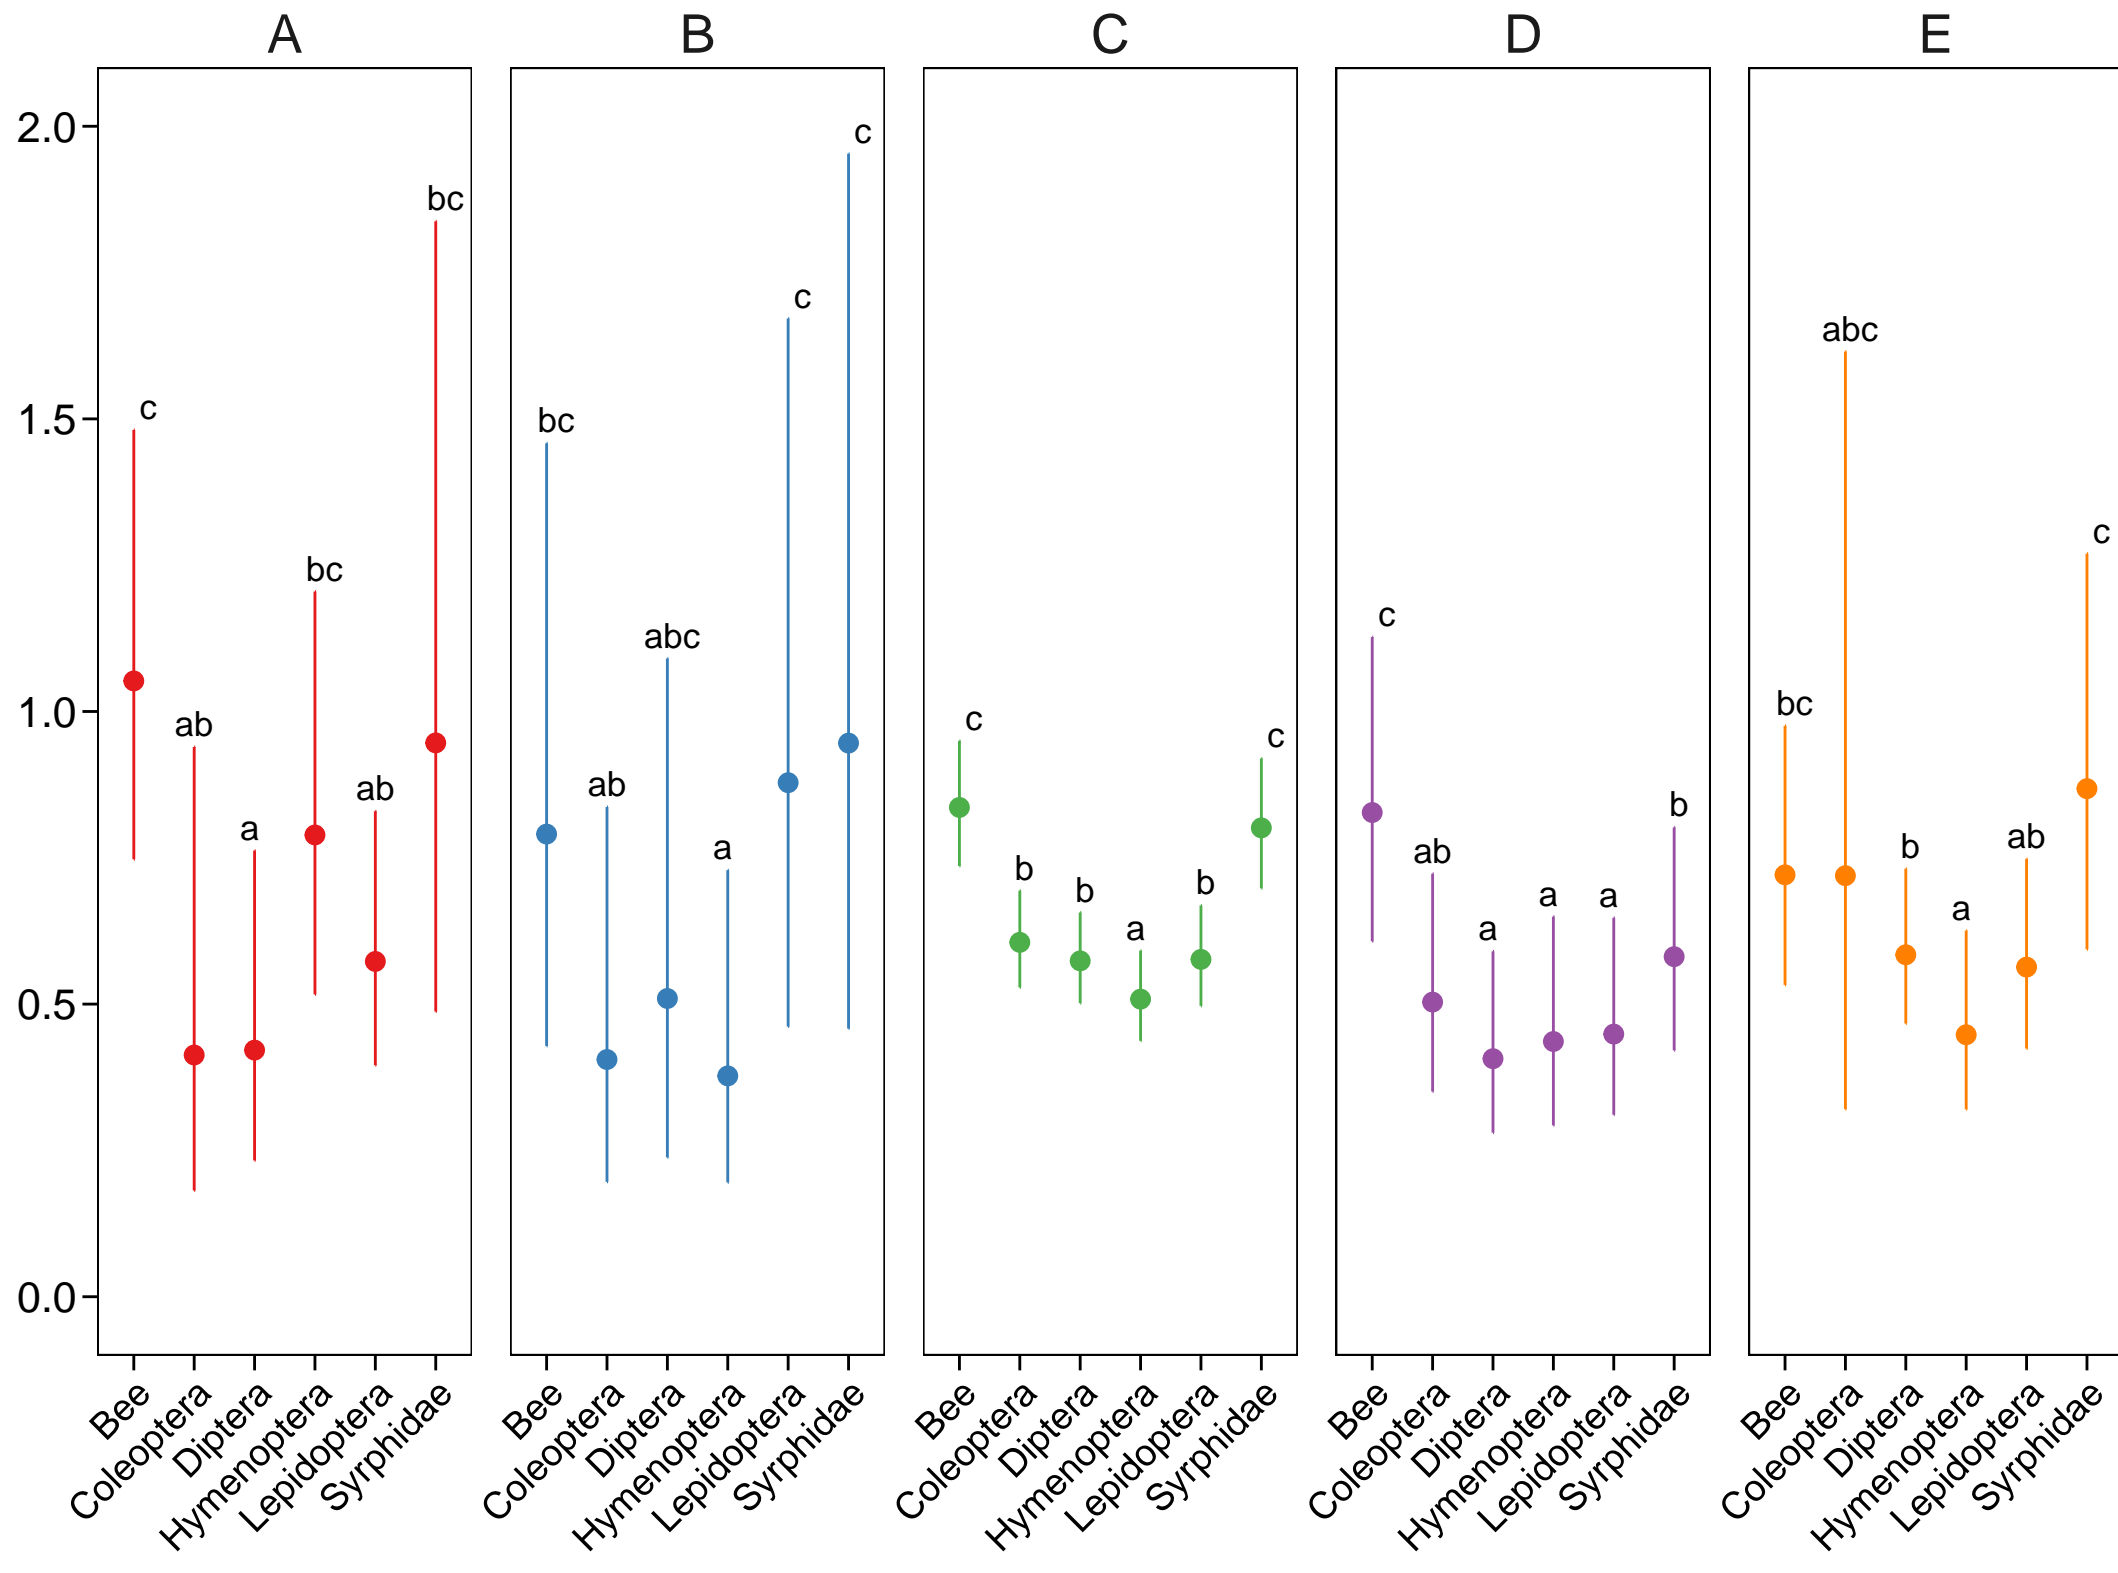 A B C D E
2.0
1.5
1.0
0.5
0.0
c ab a bc ab bc
bc ab abc a c c
c b b a b c
c ab a a a b
bc abc b a ab c
Bee Coleoptera Diptera Hymenoptera Lepidoptera Syrphidae
Bee Coleoptera Diptera Hymenoptera Lepidoptera Syrphidae
Bee Coleoptera Diptera Hymenoptera Lepidoptera Syrphidae
Bee Coleoptera Diptera Hymenoptera Lepidoptera Syrphidae
Bee Coleoptera Diptera Hymenoptera Lepidoptera Syrphidae